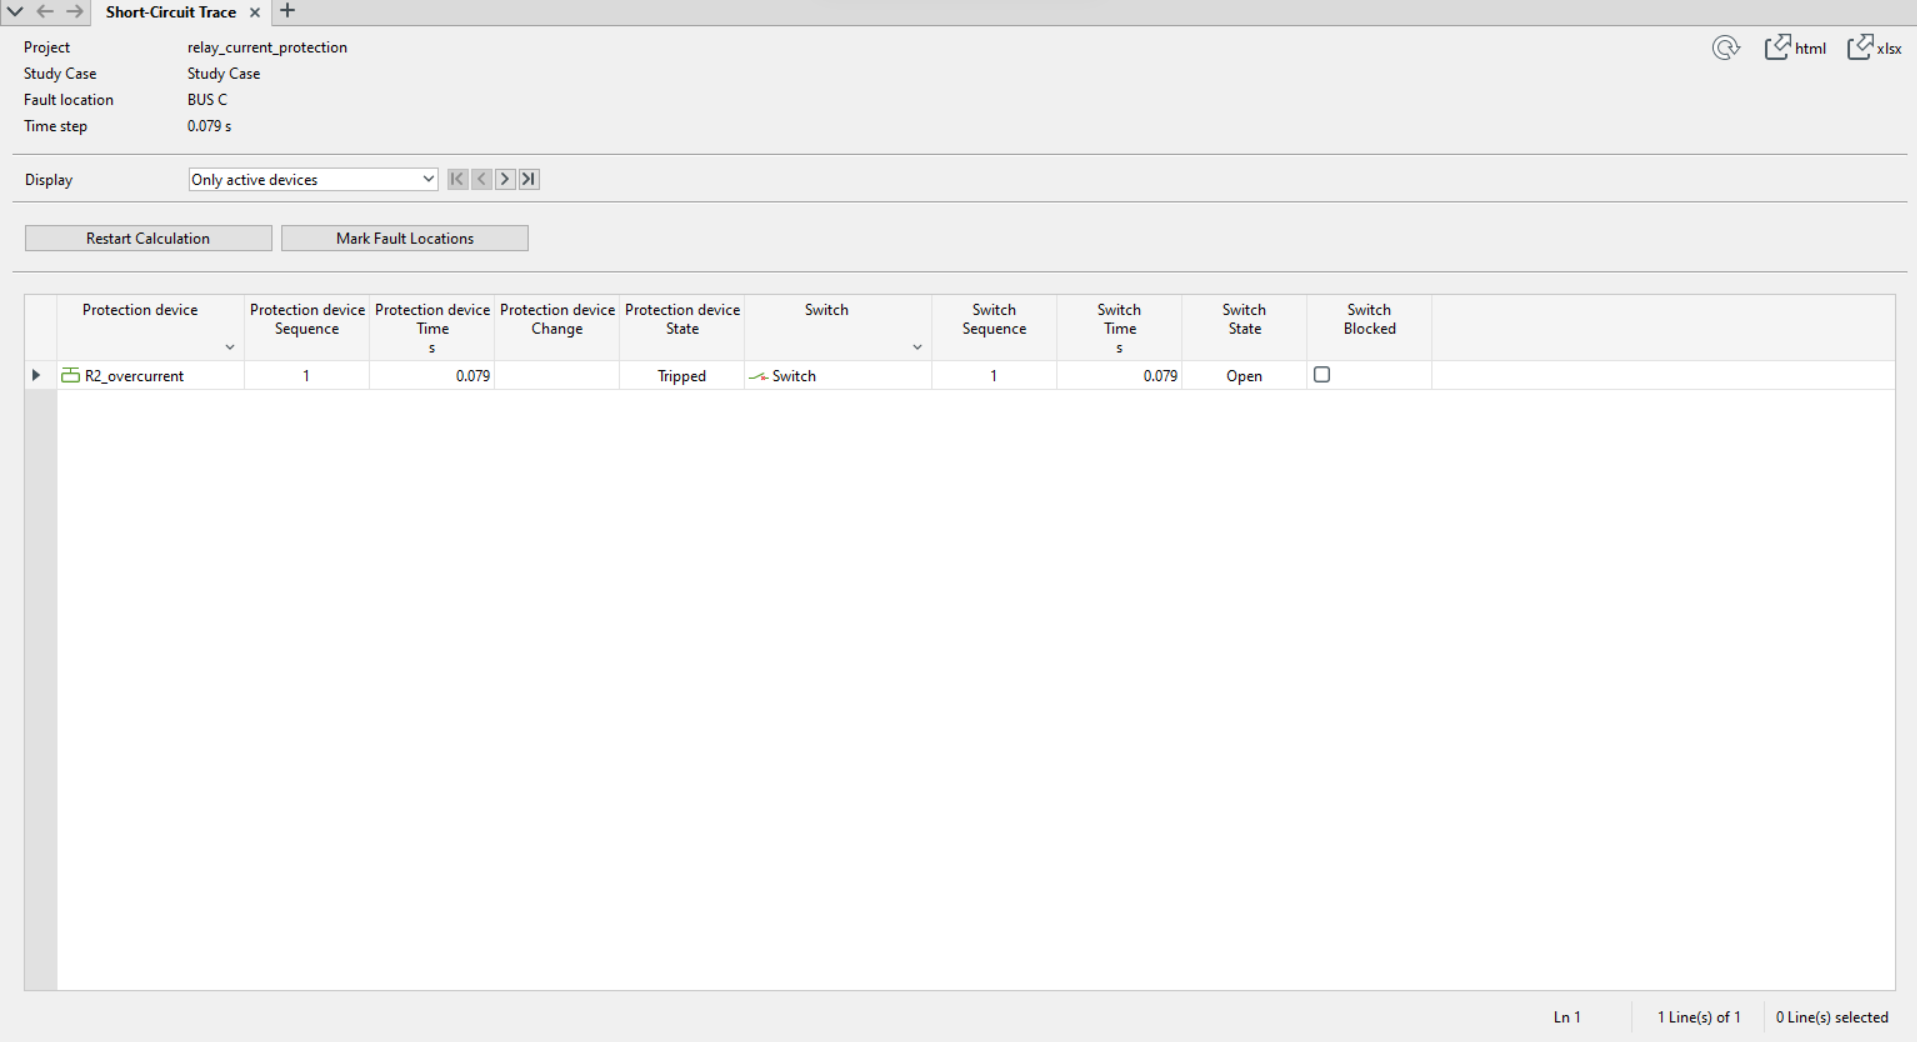 Short-Circuit Trace
Project relay_current_protection
html xlsx
Study Case Study Case
Fault location BUS C
Time step 0.079 s
Display Only active devices
Restart Calculation Mark Fault Locations
Protection device Protection device Protection device Protection device Protection device Switch Switch Switch Switch Switch
Sequence Time Change State Sequence Time State Blocked
s s
R2_overcurrent 1 0.079 Tripped Switch 1 0.079 Open
Ln 1 1 Line(s) of 1 0 Line(s) selected